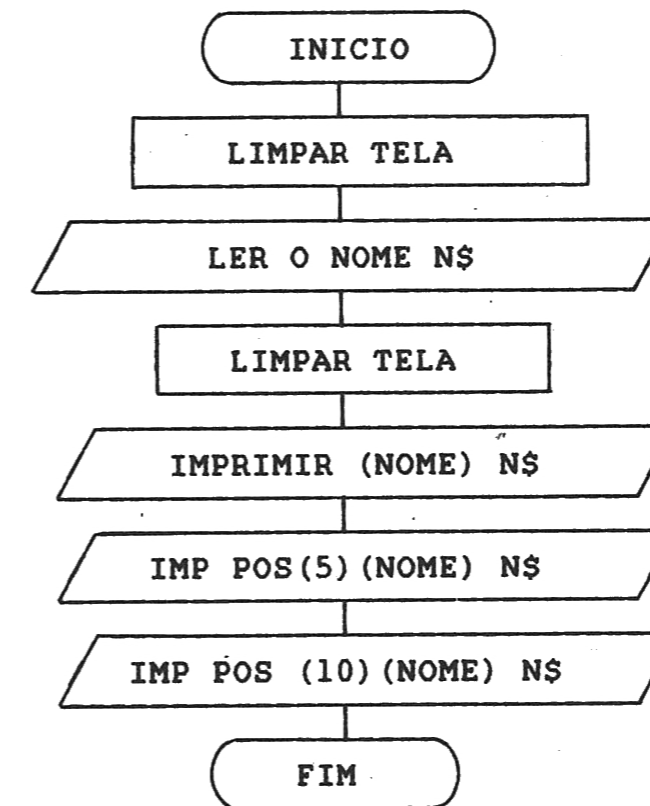 INICIO
LIMPAR TELA
LER O NOME N$
LIMPAR TELA
IMPRIMIR (NOME) N$
IMP POS(5)(NOME) N$
IMP POS (10)(NOME) N$
FIM